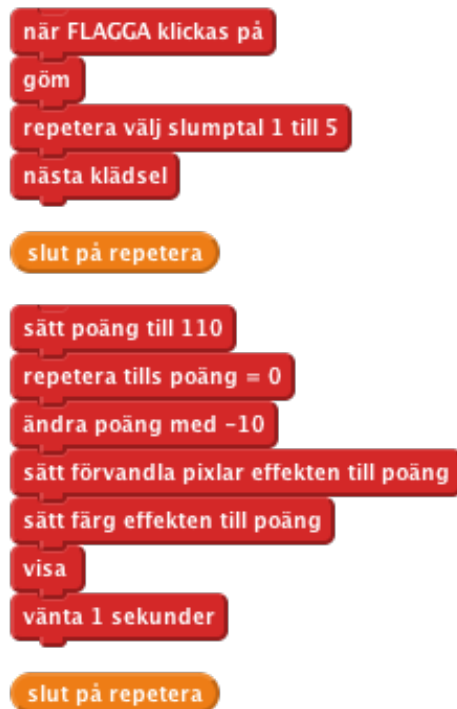 när FLAGGA klickas på
göm
repetera välj slumptal 1 till 5
nästa klädsel
slut på repetera
sätt poäng till 110
repetera tills poäng = 0
ändra poäng med -10
sätt förvandla pixlar effekten till poäng
sätt färg effekten till poäng
visa
vänta 1 sekunder
slut på repetera